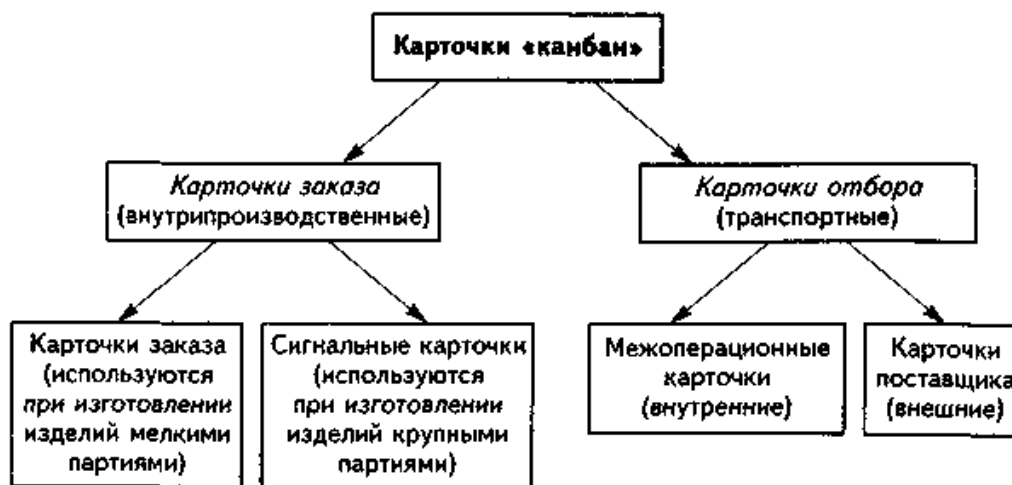 Карточки «канбан»
Карточки заказа
(внутрипроизводственные)
Карточки отбора
(транспортные)
Карточки заказа
(используются
при изготовлении
изделий мелкими
партиями)
Сигнальные карточки
(используются
при изготовлении
изделий крупными
партиями)
Межоперационные
карточки
(внутренние)
Карточки
поставщика
(внешние)